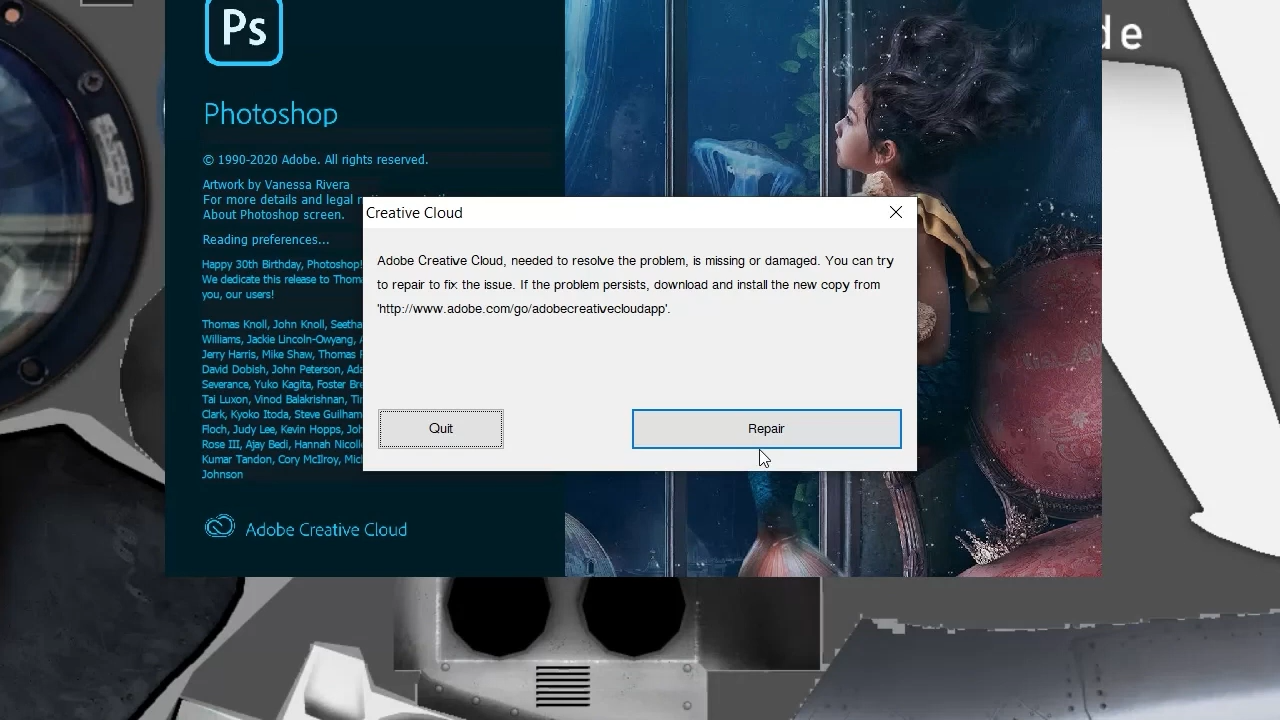 Ps
de
Photoshop
© 1990-2020 Adobe. All rights reserved.
Artwork by Vanessa Rivera
For more details and legal
About Photoshop screen.
Reading preferences...
Happy 30th Birthday, Photoshop!
We dedicate this release to
you, our users!
Thomas Knoll, John Knoll,
Williams, Jackie Lincoln-Owyang,
Jerry Harris, Mike Shaw, Thomas
David Dobish, John Peterson,
Severance, Yuko Kagita, Foster
Tai Luxon, Vinod Balakrishnan,
Clark, Kyoko Itoda, Steve
Floch, Judy Lee, Kevin Hopps,
Rose III, Ajay Bedi, Hannah
Kumar Tandon, Cory McIlroy,
Johnson
Adobe Creative Cloud
Creative Cloud
Adobe Creative Cloud, needed to resolve the problem, is missing or damaged. You can try
to repair to fix the issue. If the problem persists, download and install the new copy from
'http://www.adobe.com/go/adobecreativecloudapp'.
Quit
Repair